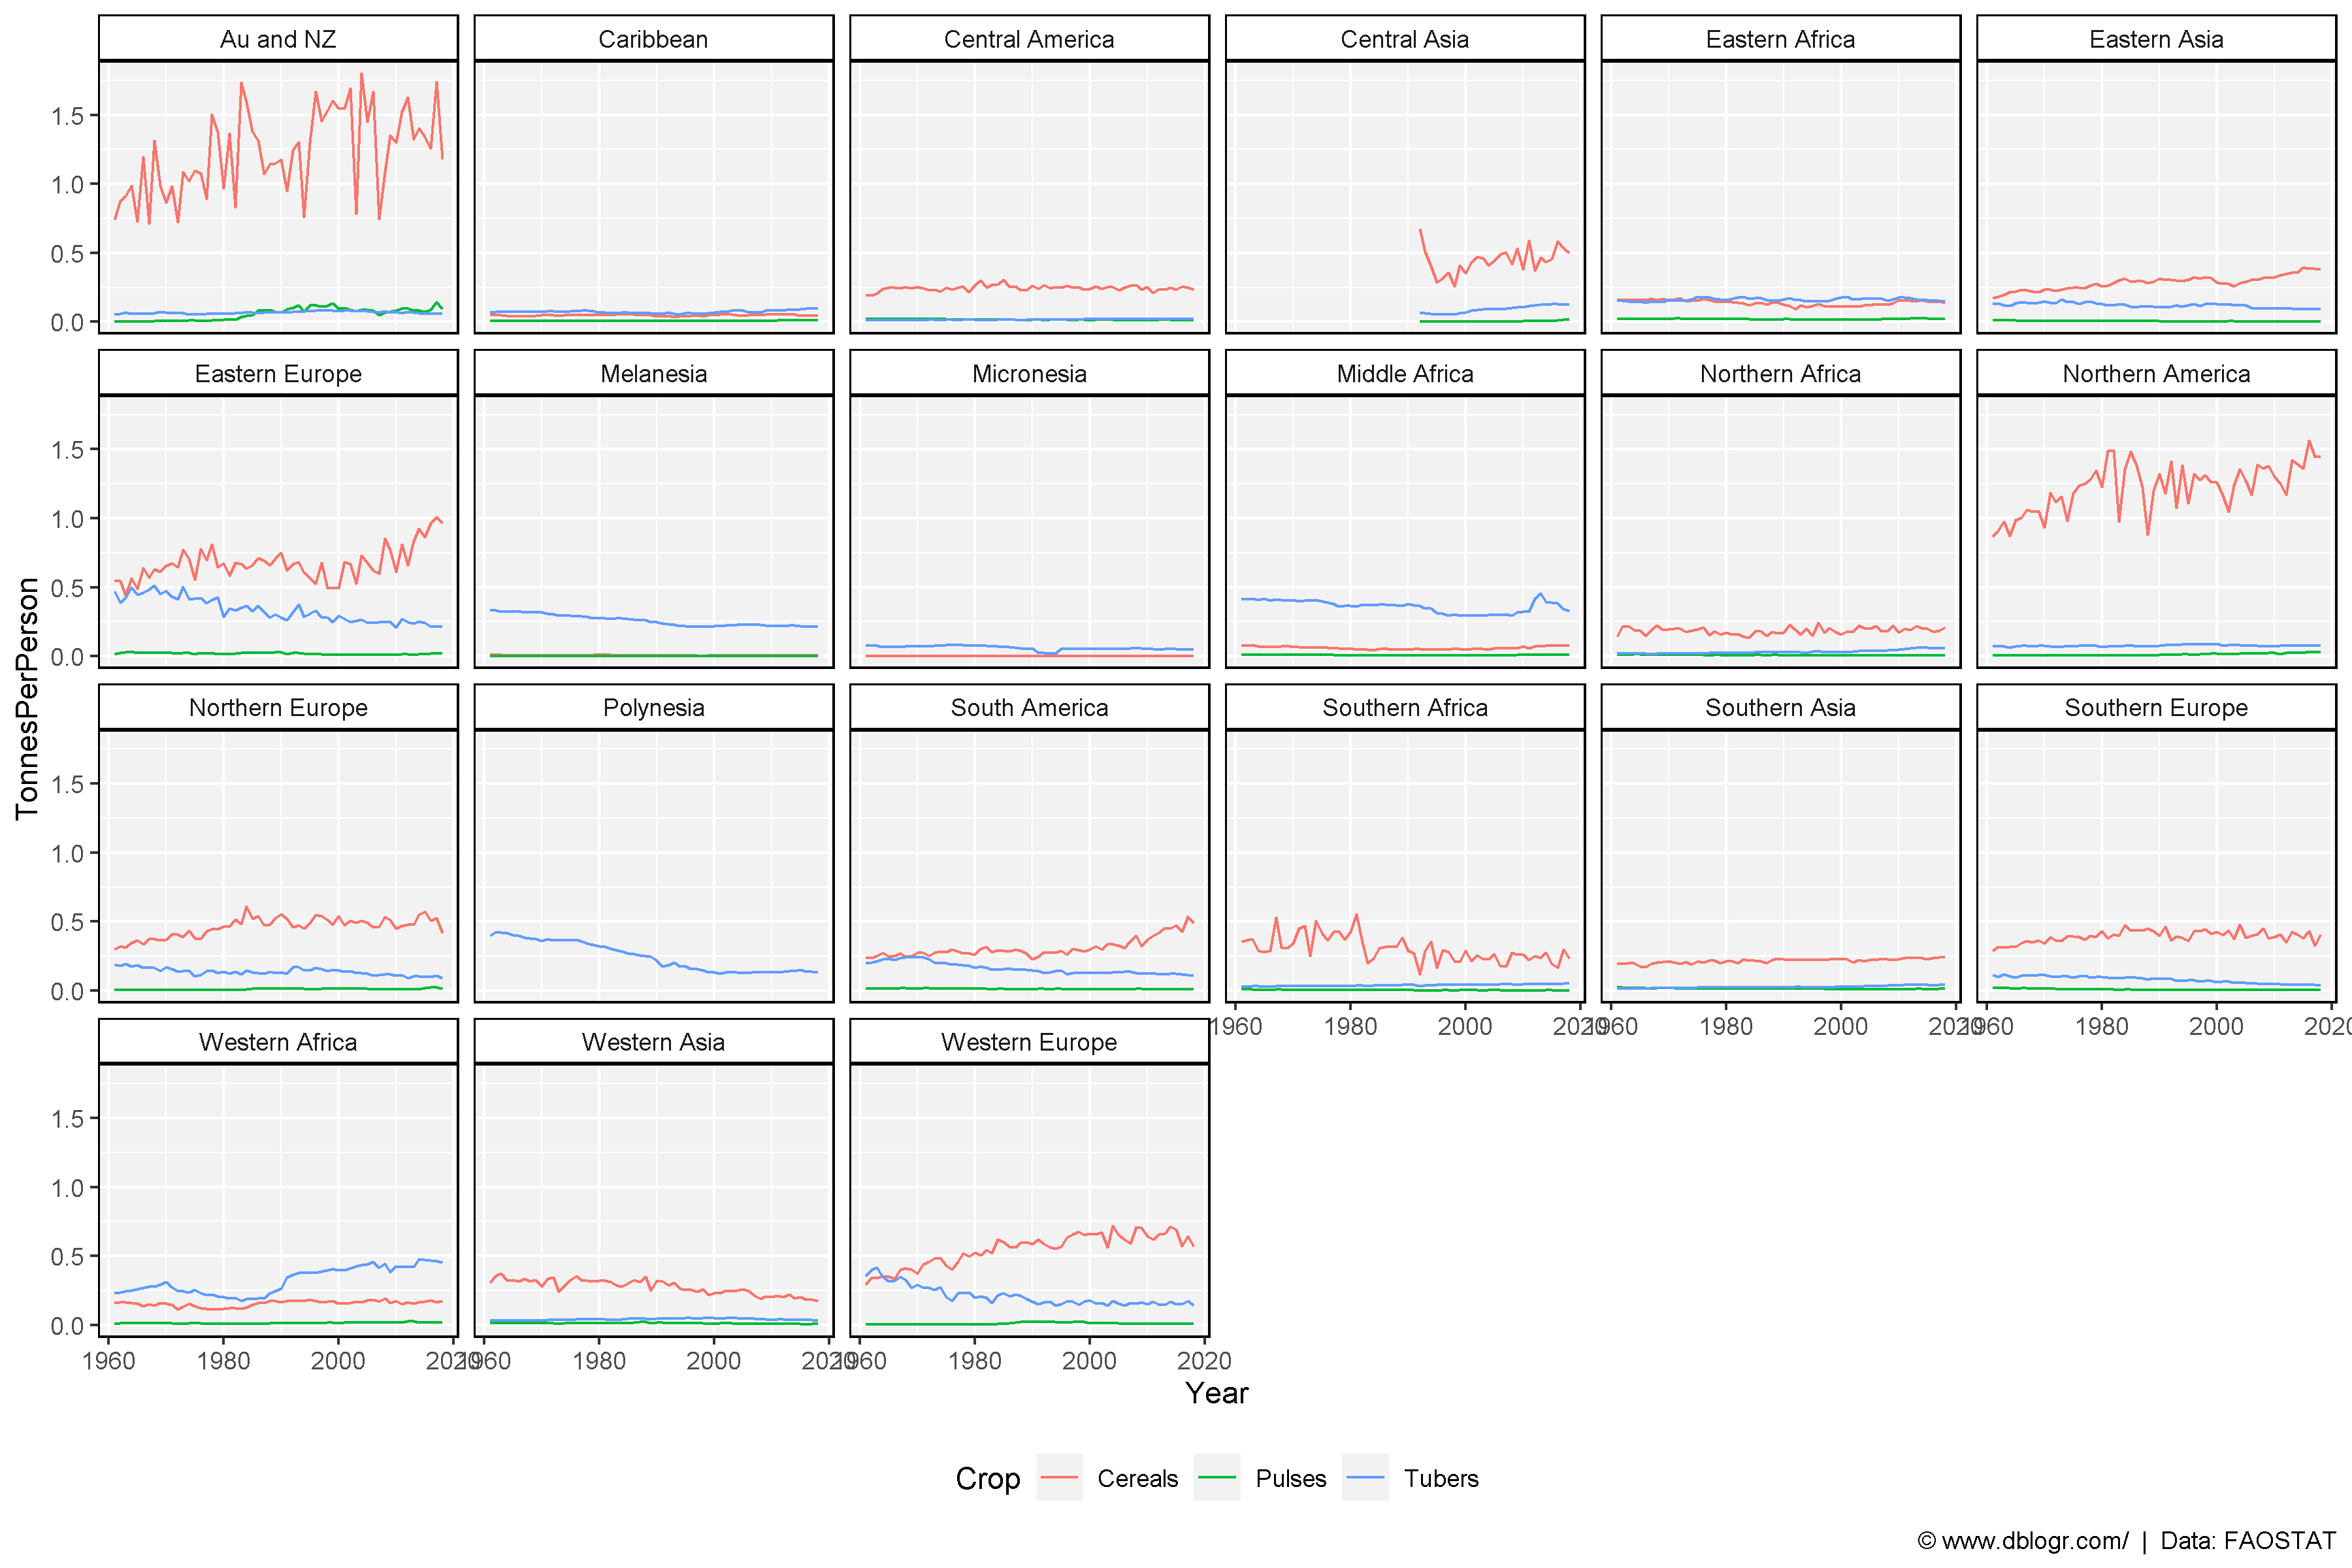 Au and NZ Caribbean Central America Central Asia Eastern Africa Eastern Asia
1.5
1.0
0.5
0.0
Eastern Europe Melanesia Micronesia Middle Africa Northern Africa Northern America
1.5
1.0
0.5
0.0
Northern Europe Polynesia South America Southern Africa Southern Asia Southern Europe
1.5
1.0
0.5
0.0
1960 1980 2000 2020 1960 1980 2000 2020 1960 1980 2000 2020
Western Africa Western Asia Western Europe
1.5
1.0
0.5
0.0
1960 1980 2000 2020 1960 1980 2000 2020 1960 1980 2000 2020
TonnesPerPerson
Year
Crop Cereals Pulses Tubers
© www.dblogr.com/ | Data: FAOSTAT